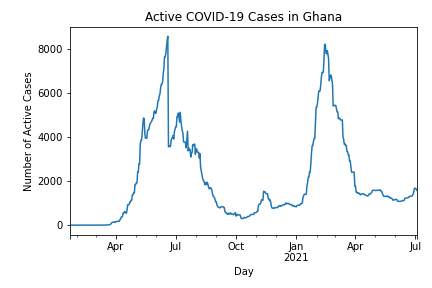 Active COVID-19 Cases in Ghana
Number of Active Cases
8000
6000
4000
2000
0
Apr
Jul
Oct
Jan
2021
Apr
Jul
Day